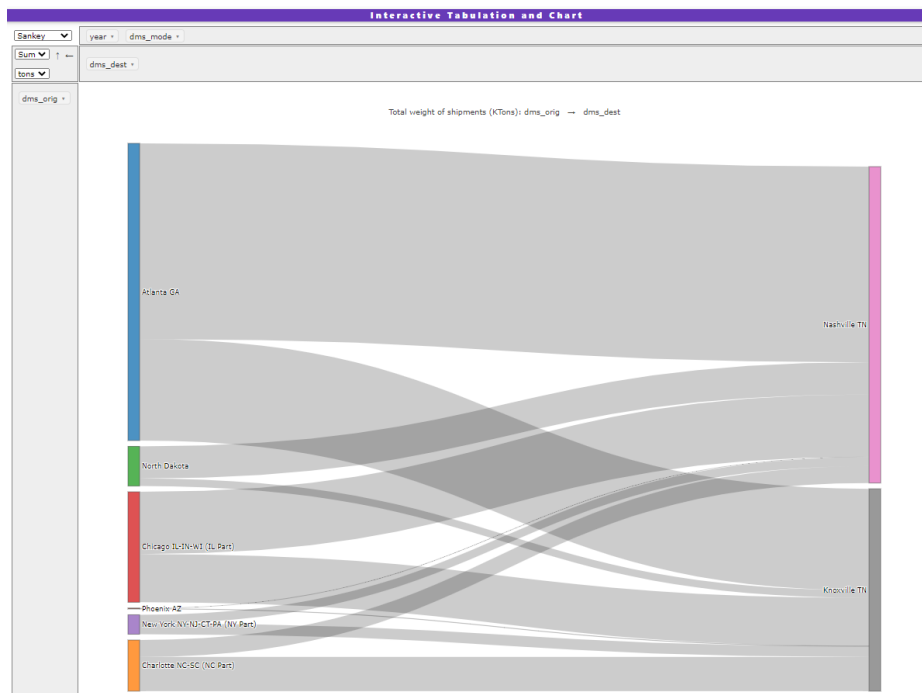 Interactive Tabulation and Chart
Sankey
year ▾ dms_mode ▾
Sum ↑ ←
tons
dms_dest ▾
dms_orig ▾
Total weight of shipments (KTons): dms_orig → dms_dest
Atlanta GA
Nashville TN
North Dakota
Chicago IL-IN-WI (IL Part)
Knoxville TN
Phoenix AZ
New York NY-NJ-CT-PA (NY Part)
Charlotte NC-SC (NC Part)